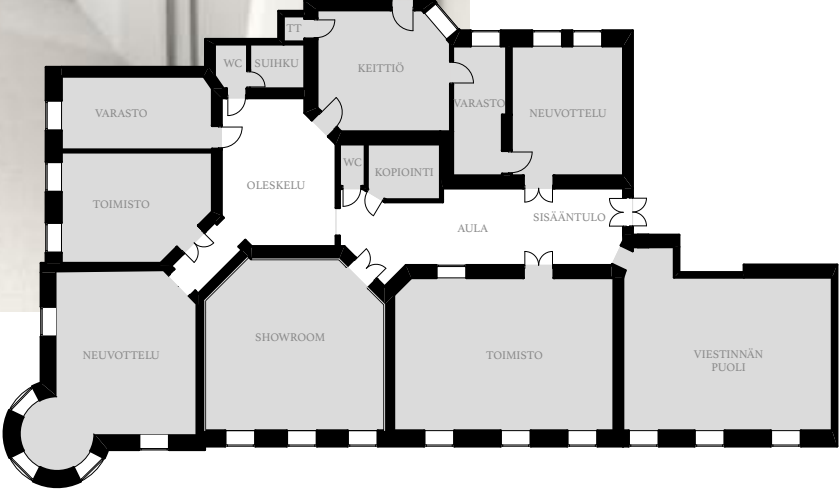 TT
WC
SUIHKU
KEITTIÖ
VARASTO
VARASTO
NEUVOTTELU
WC
KOPIOINTI
OLESKELU
TOIMISTO
SISÄÄNTULO
AULA
SHOWROOM
NEUVOTTELU
TOIMISTO
VIESTINNÄN
PUOLI